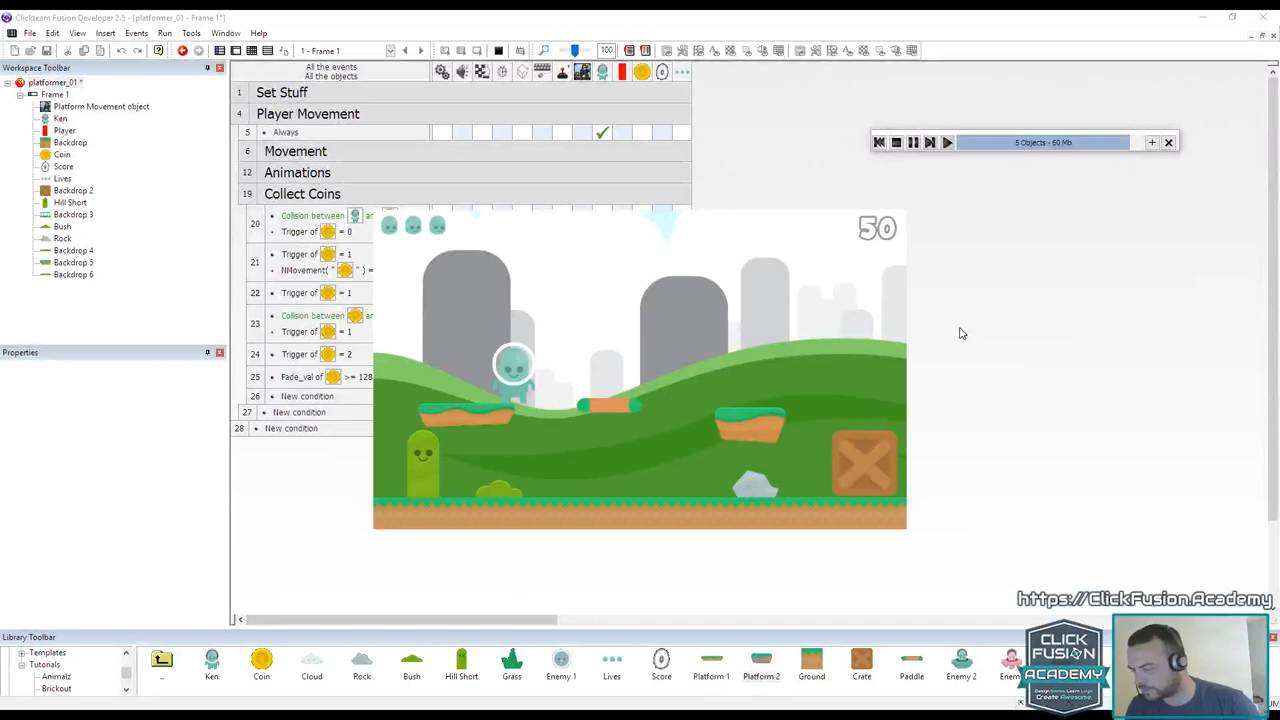 Clickteam Fusion Developer 2.5 - [platformer_01 - Frame 1*]
File Edit View Insert Events Run Tools Window Help
1 - Frame 1
100
Workspace Toolbar
platformer_01 *
Frame 1
Platform Movement object
Ken
Player
Backdrop
Coin
Score
Lives
Backdrop 2
Hill Short
Backdrop 3
Bush
Rock
Backdrop 4
Backdrop 5
Backdrop 6
Properties
All the events
All the objects
1 Set Stuff
4 Player Movement
5 • Always
6 Movement
12 Animations
19 Collect Coins
20 • Collision between
• Trigger of = 0
21 • Trigger of = 1
• NMovement( " " ) =
22 • Trigger of = 1
23 • Collision between
• Trigger of = 1
24 • Trigger of = 2
25 • Fade_val of >= 128
26 • New condition
27 • New condition
28 • New condition
5 Objects - 60 Mb
50
https://ClickFusion.Academy
Library Toolbar
Templates
Tutorials
Animalz
Brickout
..
Ken
Coin
Cloud
Rock
Bush
Hill Short
Grass
Enemy 1
Lives
Score
Platform 1
Platform 2
Ground
Crate
Paddle
Enemy 2
CLICK
FUSION
ACADEMY